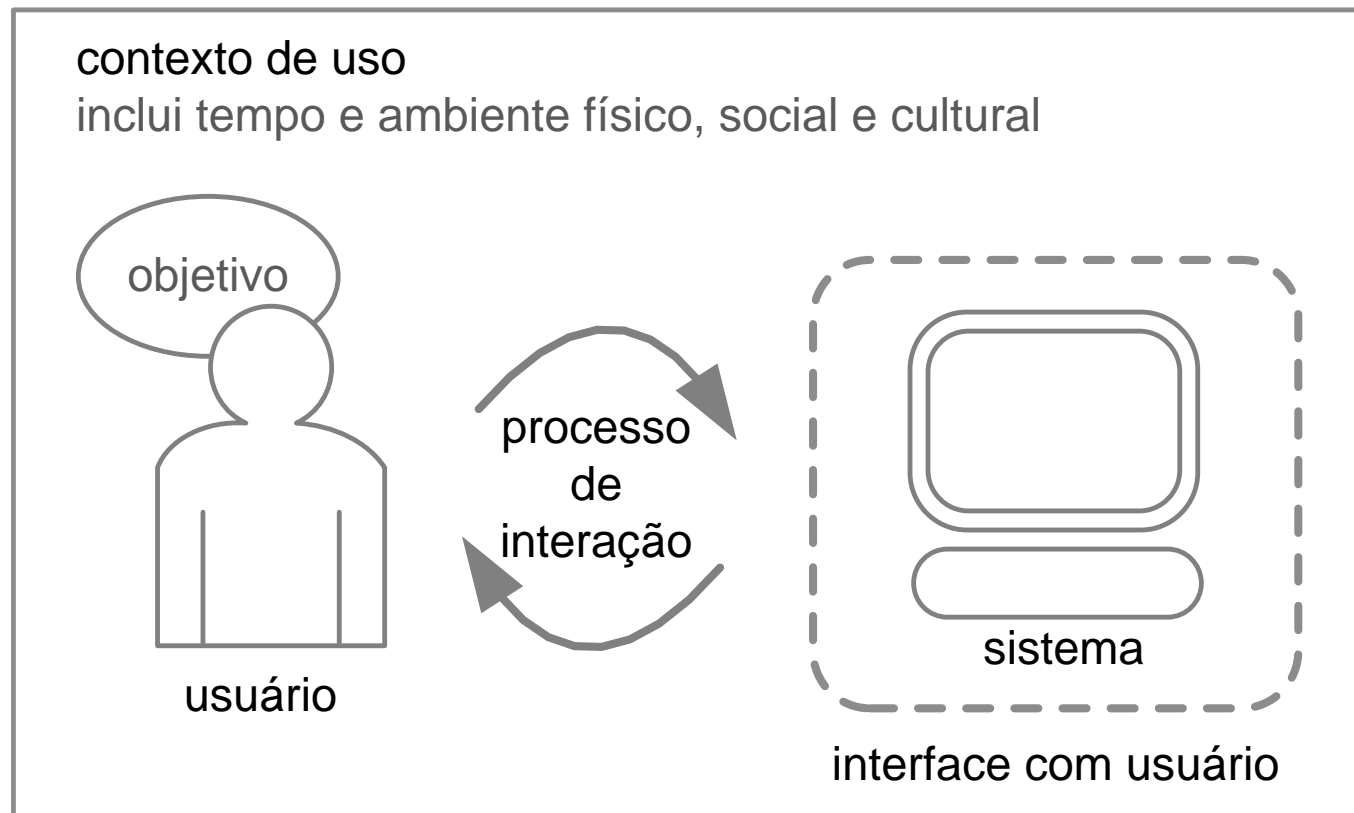 contexto de uso
inclui tempo e ambiente físico, social e cultural
objetivo
processo
de
interação
sistema
usuário
interface com usuário